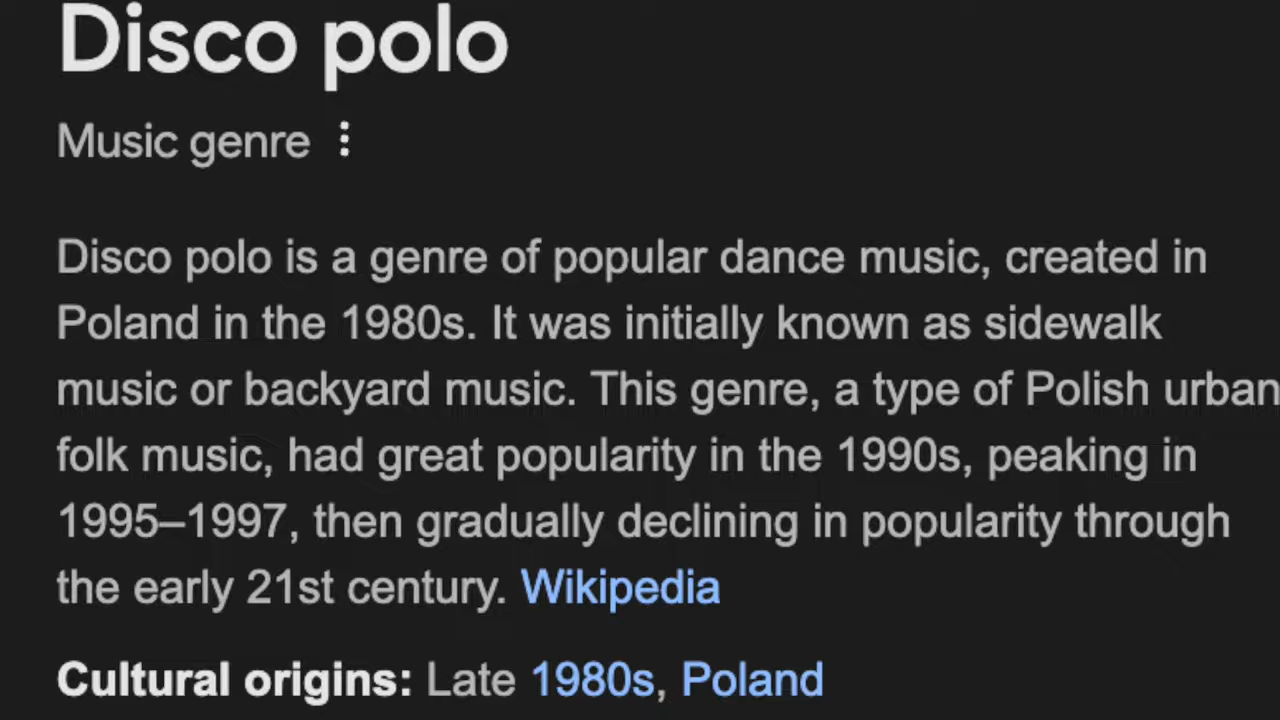 Disco polo
Music genre
Disco polo is a genre of popular dance music, created in
Poland in the 1980s. It was initially known as sidewalk
music or backyard music. This genre, a type of Polish urban
folk music, had great popularity in the 1990s, peaking in
1995–1997, then gradually declining in popularity through
the early 21st century. Wikipedia
Cultural origins: Late 1980s, Poland